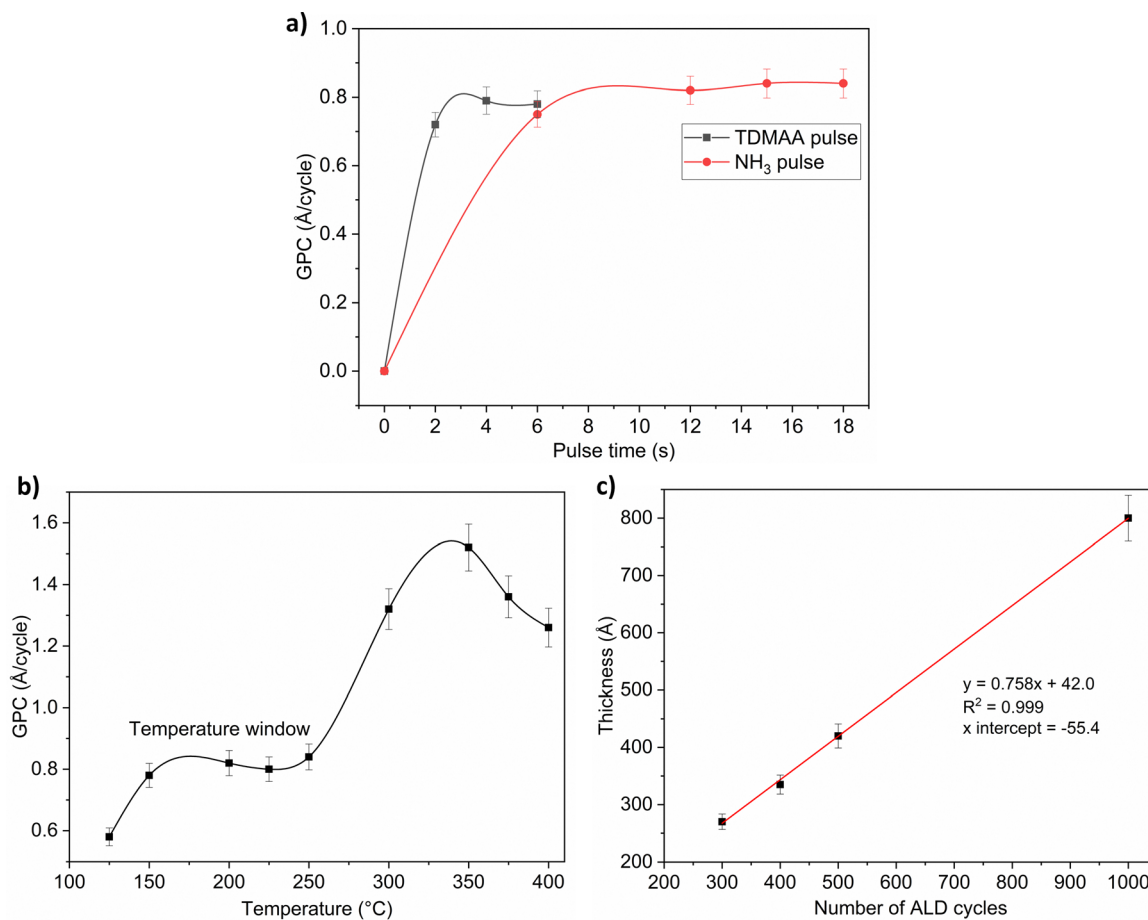 a)
1.0
0.8
0.6
0.4
0.2
0.0
GPC (Å/cycle)
TDMAA pulse
NH₃ pulse
0 2 4 6 8 10 12 14 16 18
Pulse time (s)
b)
1.6
1.4
1.2
1.0
0.8
0.6
GPC (Å/cycle)
Temperature window
100 150 200 250 300 350 400
Temperature (°C)
c)
800
700
600
500
400
300
200
Thickness (Å)
y = 0.758x + 42.0
R² = 0.999
x intercept = -55.4
200 300 400 500 600 700 800 900 1000
Number of ALD cycles